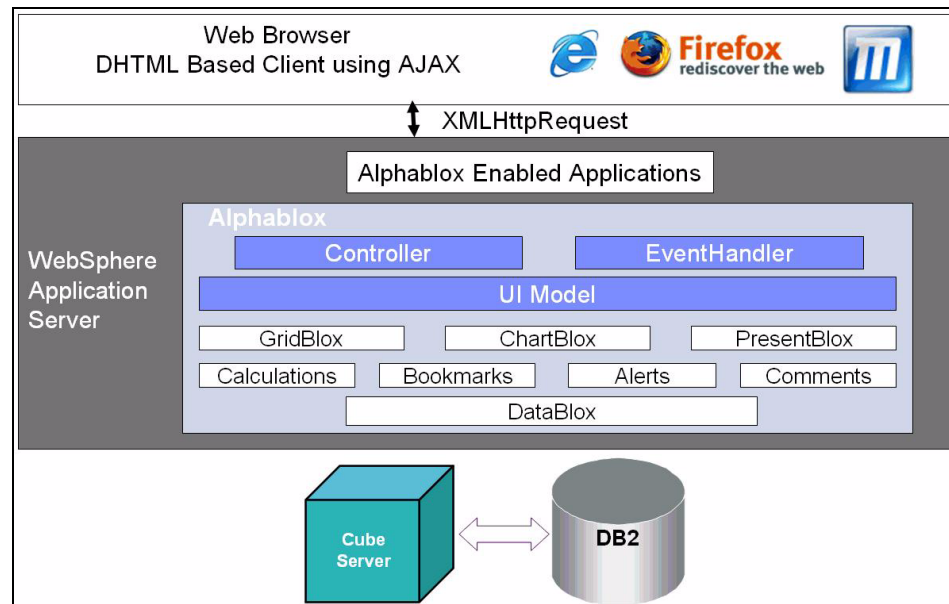 Web Browser
DHTML Based Client using AJAX
Firefox
rediscover the web
m
XMLHttpRequest
Alphablox Enabled Applications
WebSphere
Application
Server
Alphablox
Controller
EventHandler
UI Model
GridBlox
ChartBlox
PresentBlox
Calculations
Bookmarks
Alerts
Comments
DataBlox
Cube
Server
DB2